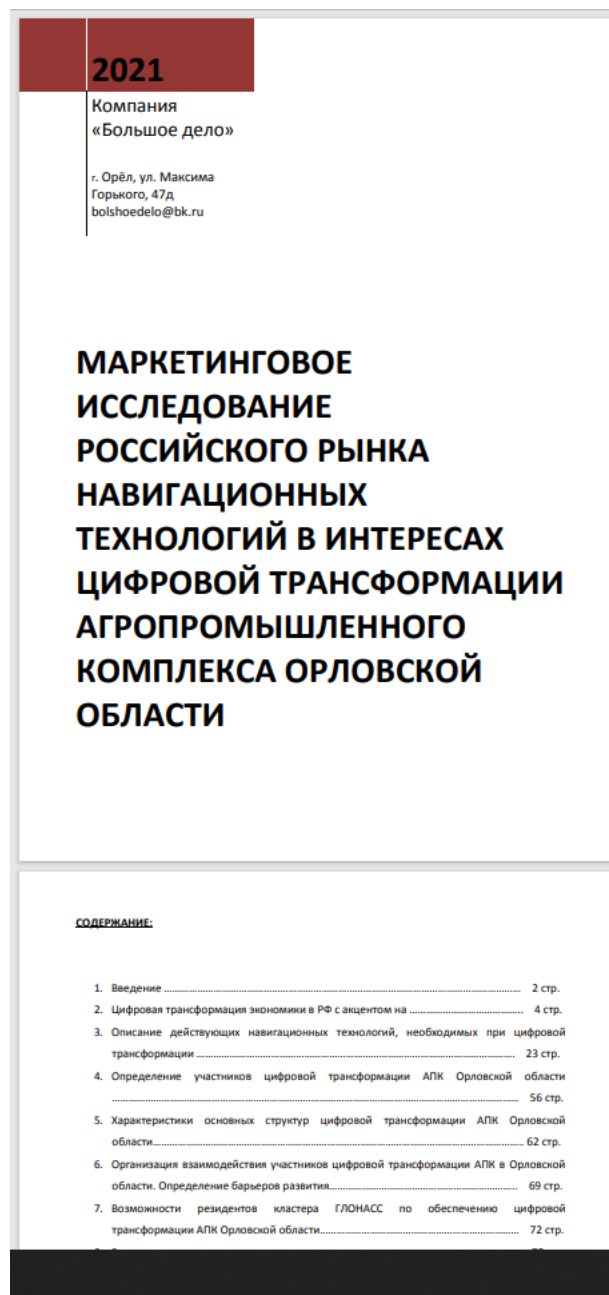 2021
Компания
«Большое дело»
г. Орёл, ул. Максима
Горького, 47д
bolshoedelo@bk.ru
МАРКЕТИНГОВОЕ
ИССЛЕДОВАНИЕ
РОССИЙСКОГО РЫНКА
НАВИГАЦИОННЫХ
ТЕХНОЛОГИЙ В ИНТЕРЕСАХ
ЦИФРОВОЙ ТРАНСФОРМАЦИИ
АГРОПРОМЫШЛЕННОГО
КОМПЛЕКСА ОРЛОВСКОЙ
ОБЛАСТИ
СОДЕРЖАНИЕ:
1. Введение ........................ 2 стр.
2. Цифровая трансформация экономики в РФ с акцентом на ........................ 4 стр.
3. Описание действующих навигационных технологий, необходимых при цифровой
трансформации ........................ 23 стр.
4. Определение участников цифровой трансформации АПК Орловской области
........................ 56 стр.
5. Характеристики основных структур цифровой трансформации АПК Орловской
области........................ 62 стр.
6. Организация взаимодействия участников цифровой трансформации АПК в Орловской
области. Определение барьеров развития........................ 69 стр.
7. Возможности резидентов кластера ГЛОНАСС по обеспечению цифровой
трансформации АПК Орловской области........................ 72 стр.